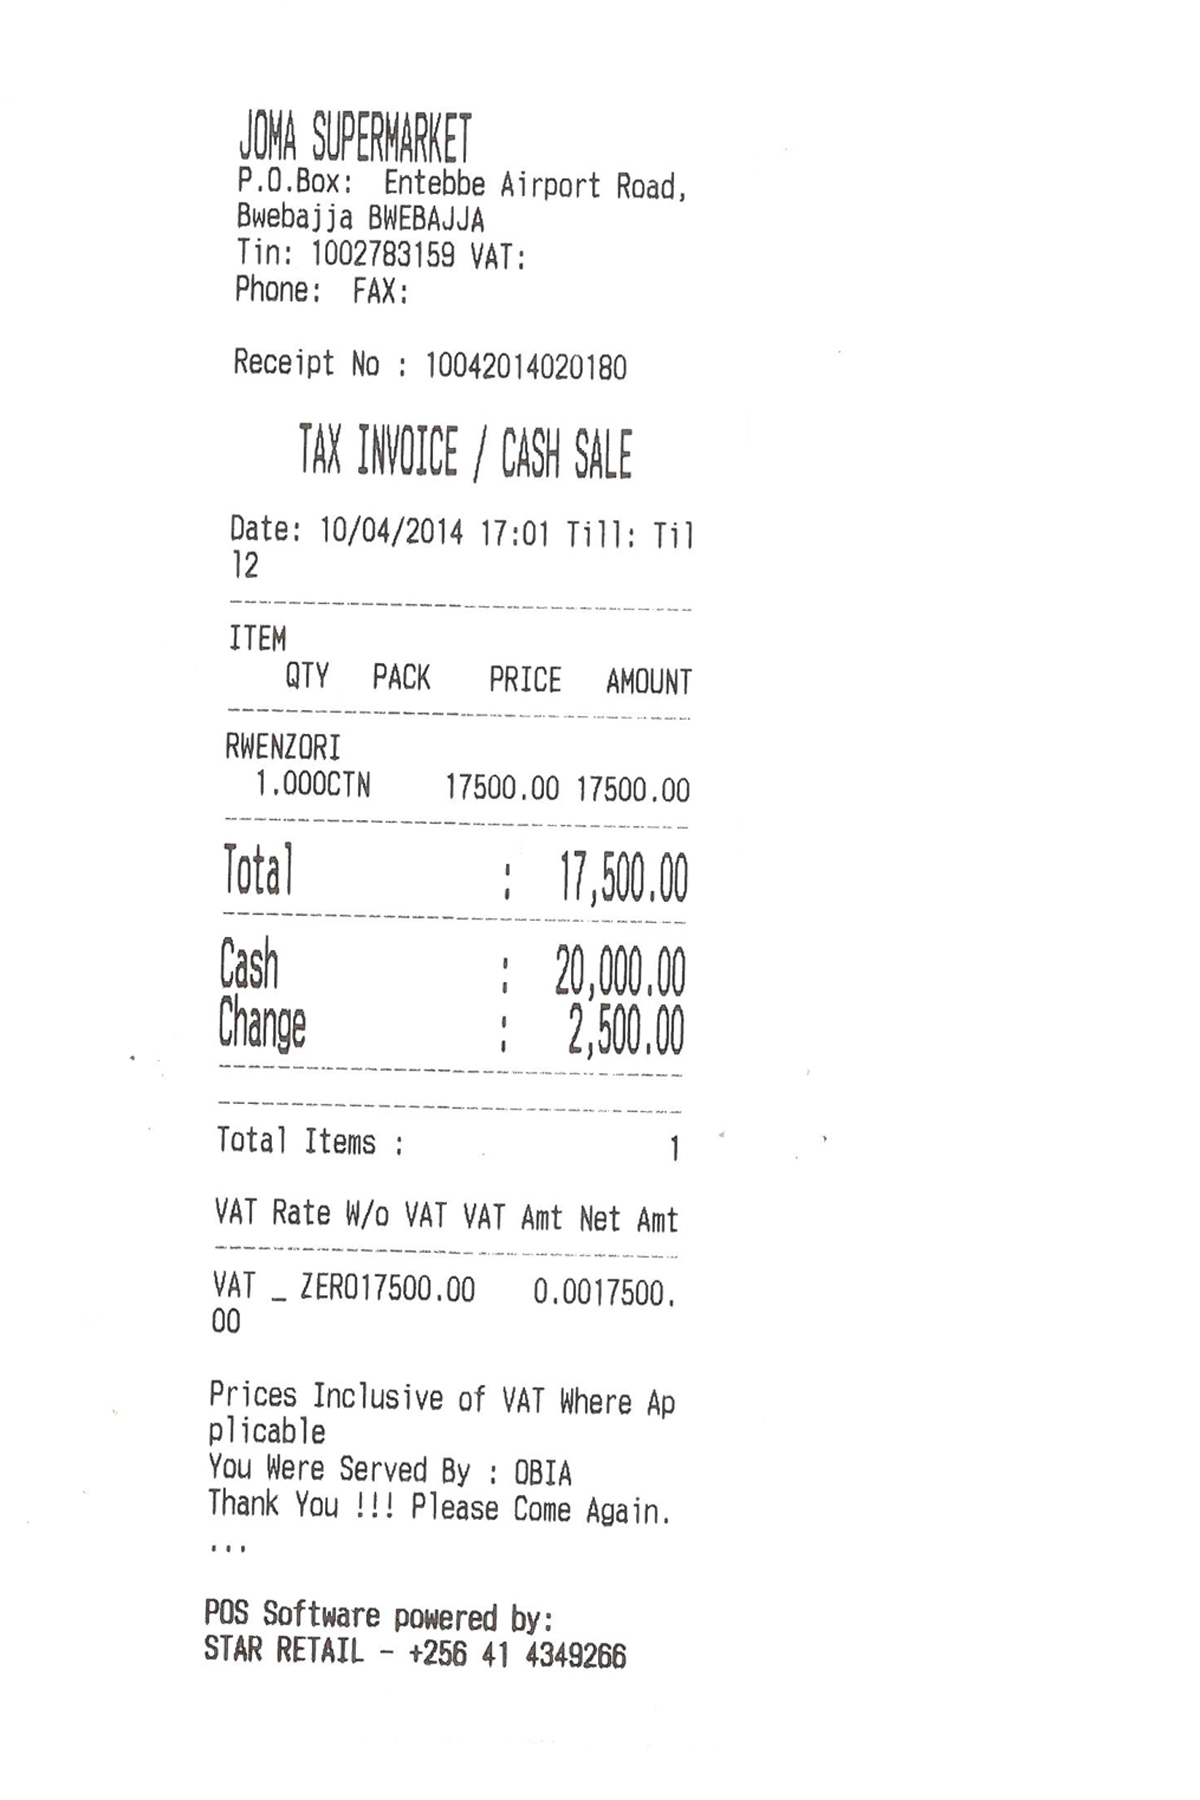 JOMA SUPERMARKET
P.O.Box: Entebbe Airport Road,
Bwebajja BWEBAJJA
Tin: 1002783159 VAT:
Phone: FAX:
Receipt No : 10042014020180
TAX INVOICE / CASH SALE
Date: 10/04/2014 17:01 Till: Til
l2
ITEM
QTY PACK PRICE AMOUNT
RWENZORI
1.000CTN 17500.00 17500.00
Total : 17,500.00
Cash : 20,000.00
Change : 2,500.00
Total Items : 1
VAT Rate W/o VAT VAT Amt Net Amt
VAT _ ZERO17500.00 0.0017500.
00
Prices Inclusive of VAT Where Ap
plicable
You Were Served By : OBIA
Thank You !!! Please Come Again.
...
POS Software powered by:
STAR RETAIL - +256 41 4349266